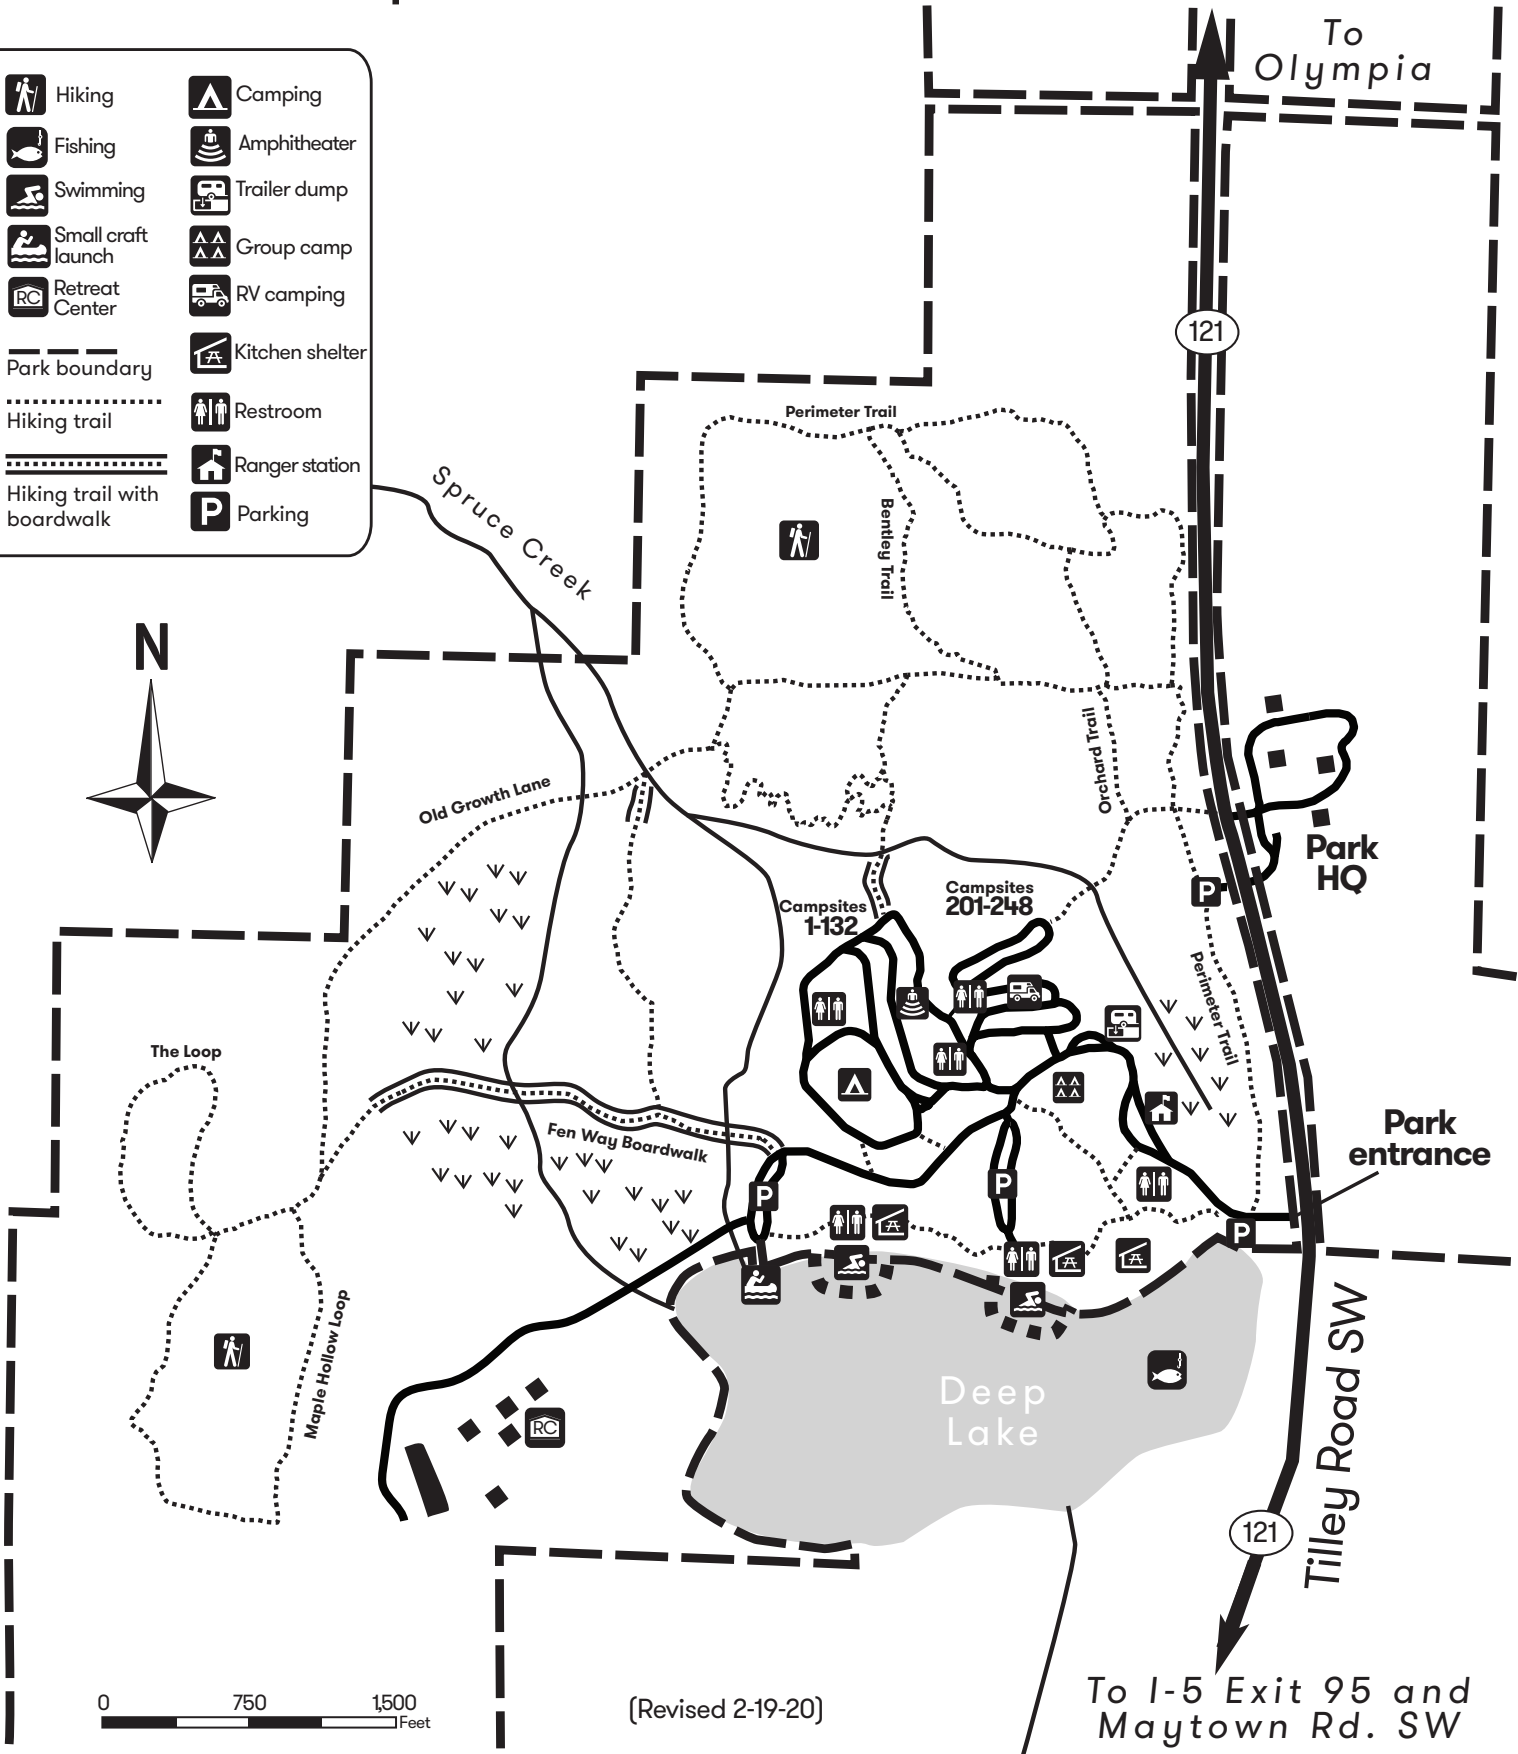 To
Olympia
Hiking
Fishing
Swimming
Small craft
launch
RC
Retreat
Center
Park boundary
Hiking trail
Hiking trail with
boardwalk
Camping
Amphitheater
Trailer dump
Group camp
RV camping
Kitchen shelter
Restroom
Ranger station
P
Parking
121
Perimeter Trail
Spruce Creek
Bentley Trail
N
Orchard Trail
Old Growth Lane
Park
HQ
P
Campsites
1-132
Campsites
201-248
Perimeter Trail
The Loop
Fen Way Boardwalk
Park
entrance
P
P
P
Maple Hollow Loop
RC
Deep
Lake
Tilley Road SW
121
0
750
1,500
Feet
(Revised 2-19-20)
To I-5 Exit 95 and
Maytown Rd. SW